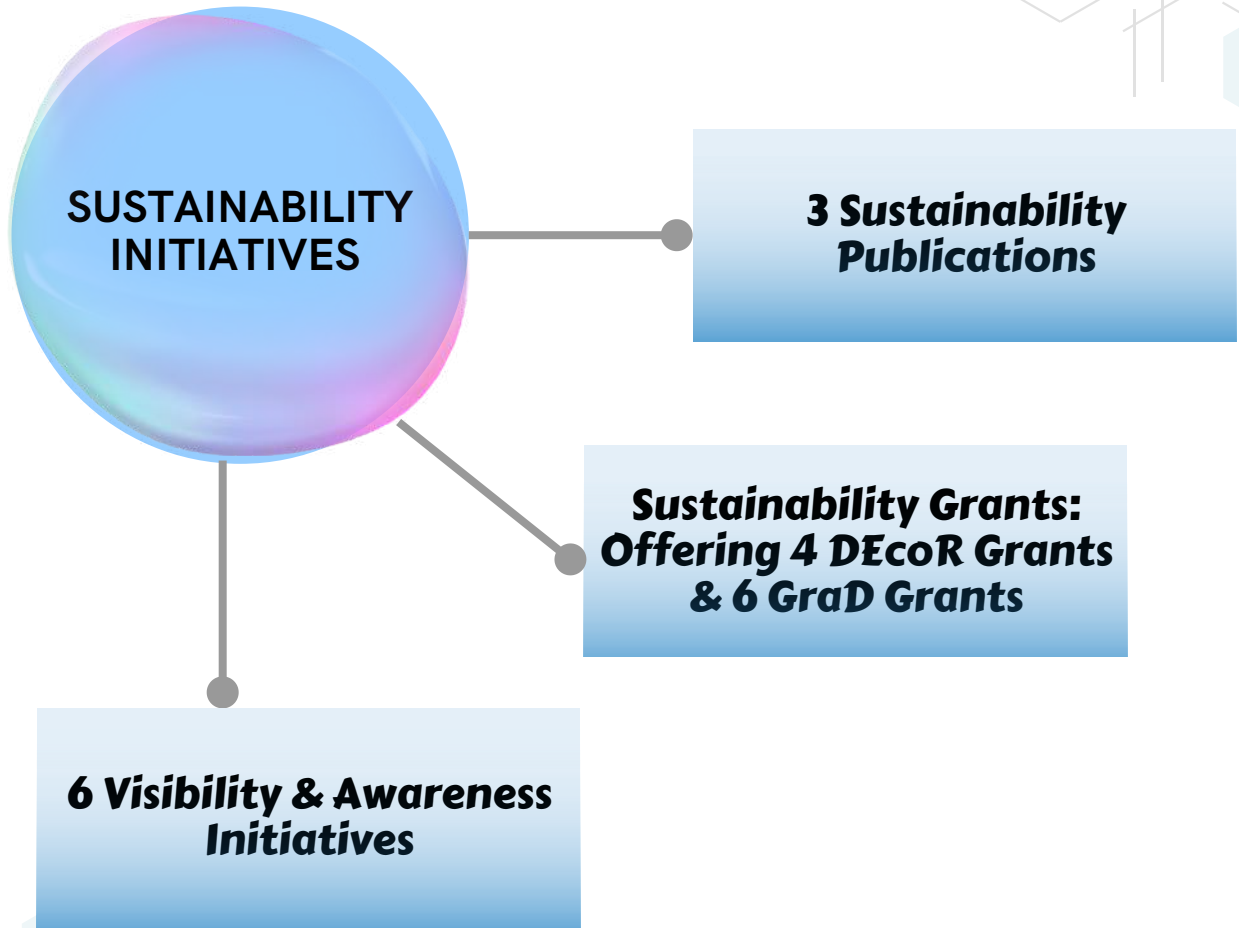 SUSTAINABILITY
INITIATIVES
3 Sustainability
Publications
Sustainability Grants:
Offering 4 DEcoR Grants
& 6 GraD Grants
6 Visibility & Awareness
Initiatives